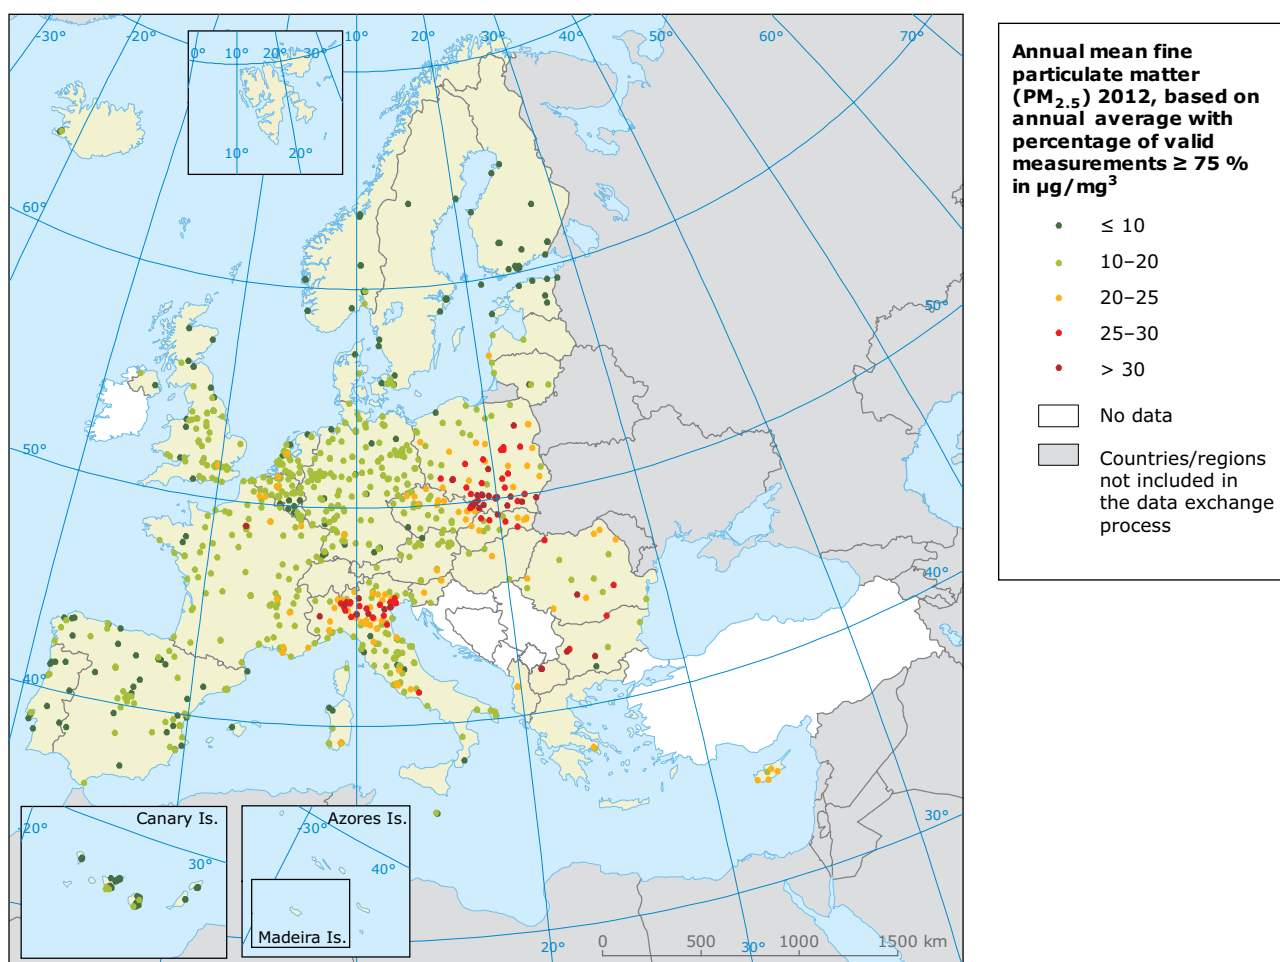 -30°
-20°
10°
20°
30°
40°
60°
70°
0°
10°
20°
30°
10°
20°
60°
50°
50°
40°
40°
30°
Canary Is.
-20°
30°
Azores Is.
-30°
40°
Madeira Is.
20°
30°
0
500
1000
1500 km
Annual mean fine
particulate matter
(PM2.5) 2012, based on
annual average with
percentage of valid
measurements ≥ 75 %
in µg/mg³
≤ 10
10–20
20–25
25–30
> 30
No data
Countries/regions
not included in
the data exchange
process